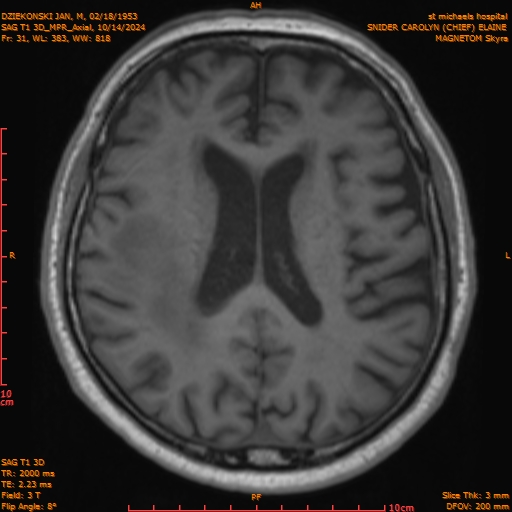 AH
DZIEKONSKI JAN, M, 02/18/1953
SAG T1 3D_MPR_Axial, 10/14/2024
Fr: 31, WL: 383, WW: 818
st michaels hospital
SNIDER CAROLYN (CHIEF) ELAINE
MAGNETOM Skyra
R
L
10
cm
SAG T1 3D
TR: 2000 ms
TE: 2.23 ms
Field: 3 T
Flip Angle: 8°
PF
10cm
Slice Thk: 3 mm
DFOV: 200 mm